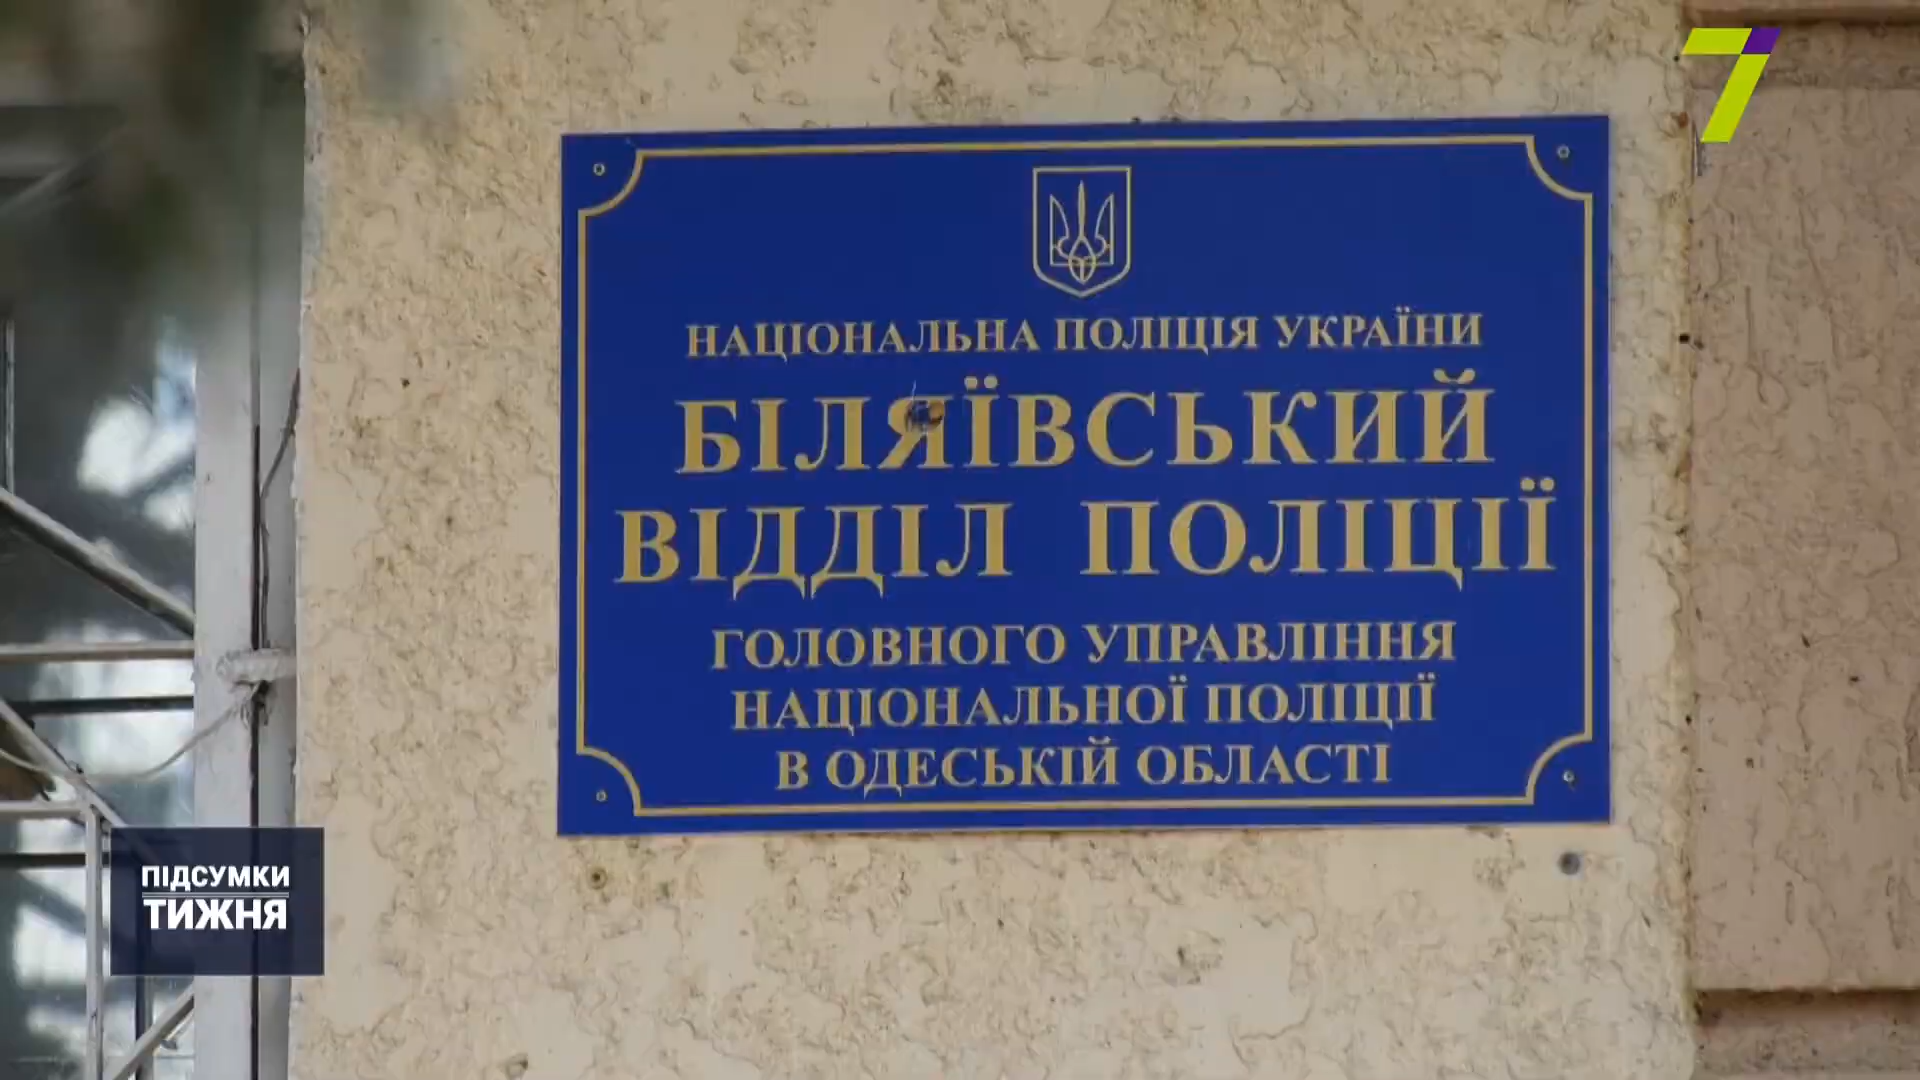 7
НАЦІОНАЛЬНА ПОЛІЦІЯ УКРАЇНИ
БІЛЯЇВСЬКИЙ
ВІДДІЛ ПОЛІЦІЇ
ГОЛОВНОГО УПРАВЛІННЯ
НАЦІОНАЛЬНОЇ ПОЛІЦІЇ
В ОДЕСЬКІЙ ОБЛАСТІ
ПІДСУМКИ
ТИЖНЯ